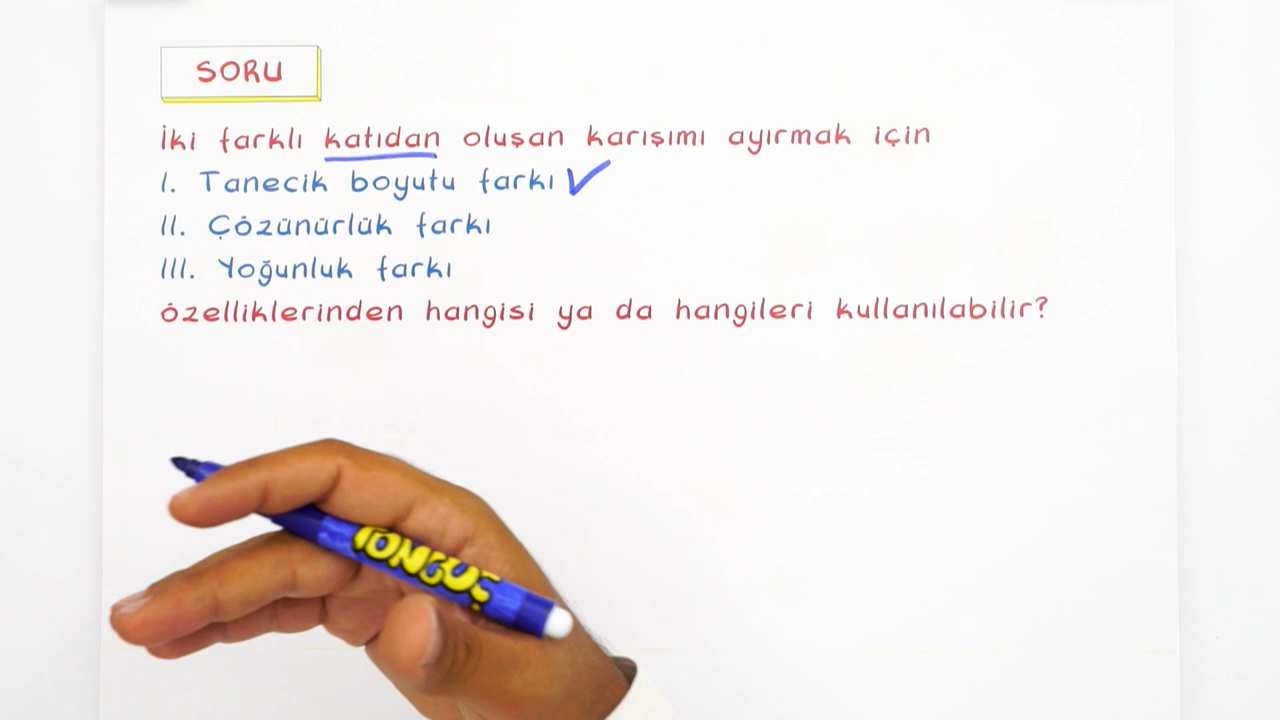 SORU
İki farklı katıdan oluşan karışımı ayırmak için
I. Tanecik boyutu farkı
II. Çözünürlük farkı
III. Yoğunluk farkı
özelliklerinden hangisi ya da hangileri kullanılabilir?
TONGUÇ